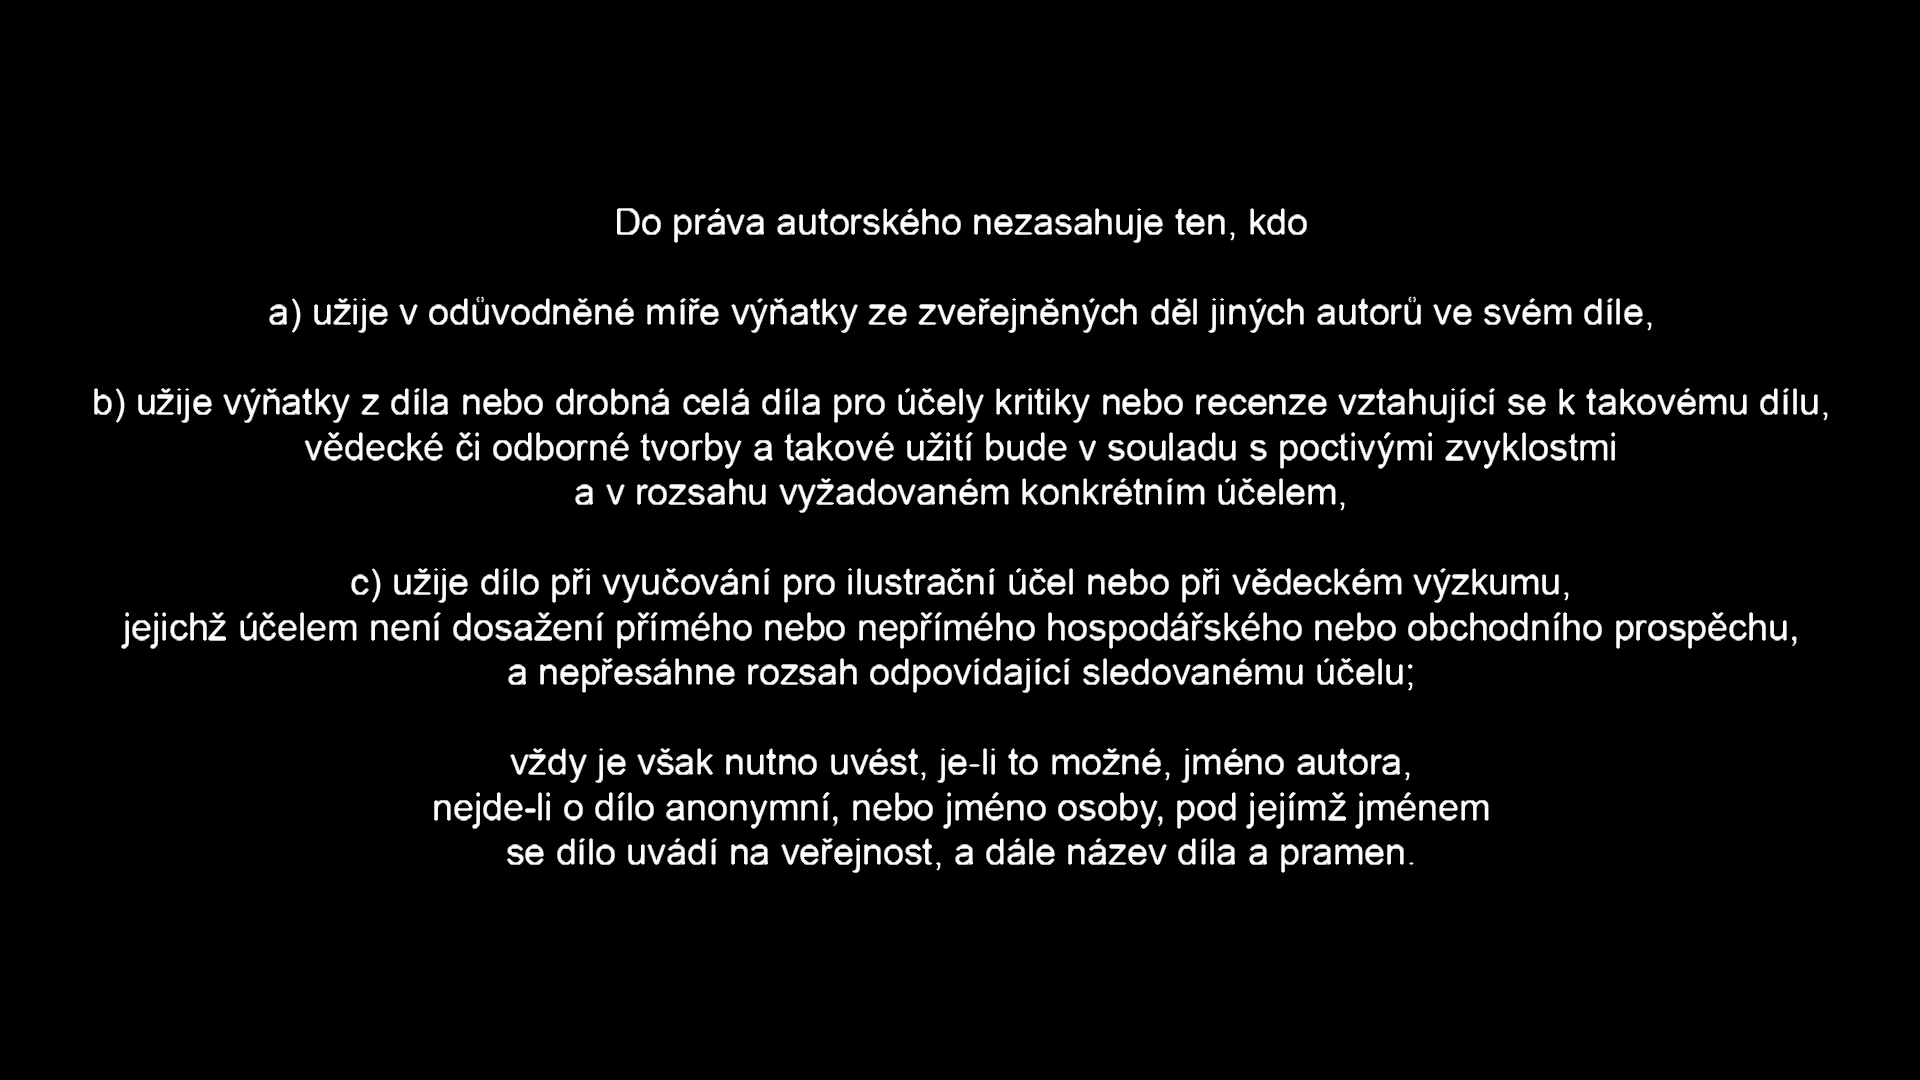 Do práva autorského nezasahuje ten, kdo
a) užije v odůvodněné míře výňatky ze zveřejněných děl jiných autorů ve svém díle,
b) užije výňatky z díla nebo drobná celá díla pro účely kritiky nebo recenze vztahující se k takovému dílu,
vědecké či odborné tvorby a takové užití bude v souladu s poctivými zvyklostmi
a v rozsahu vyžadovaném konkrétním účelem,
c) užije dílo při vyučování pro ilustrační účel nebo při vědeckém výzkumu,
jejichž účelem není dosažení přímého nebo nepřímého hospodářského nebo obchodního prospěchu,
a nepřesáhne rozsah odpovídající sledovanému účelu;
vždy je však nutno uvést, je-li to možné, jméno autora,
nejde-li o dílo anonymní, nebo jméno osoby, pod jejímž jménem
se dílo uvádí na veřejnost, a dále název díla a pramen.